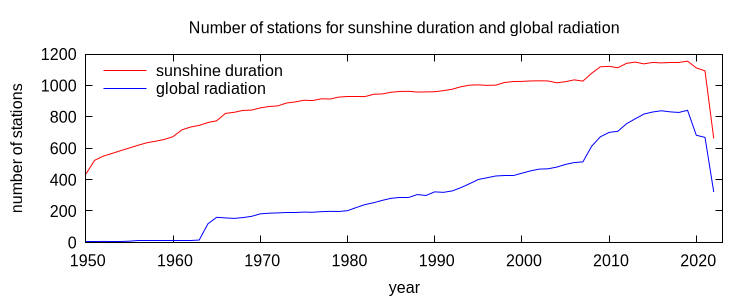 Number of stations for sunshine duration and global radiation
1200
1000
800
600
400
200
0
number of stations
sunshine duration
global radiation
1950 1960 1970 1980 1990 2000 2010 2020
year